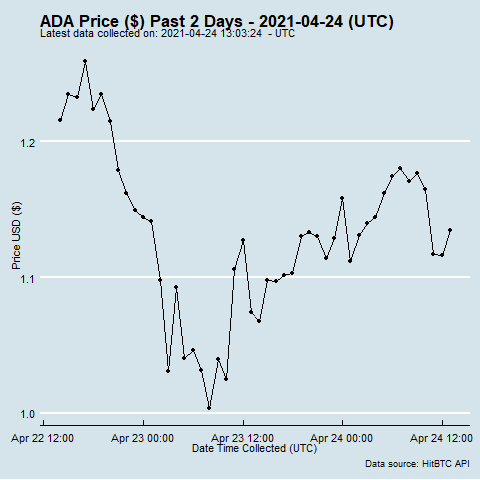 ADA Price ($) Past 2 Days - 2021-04-24 (UTC)
Latest data collected on: 2021-04-24 13:03:24 - UTC
Price USD ($)
1.2
1.1
1.0
Apr 22 12:00 Apr 23 00:00 Apr 23 12:00 Apr 24 00:00 Apr 24 12:00
Date Time Collected (UTC)
Data source: HitBTC API